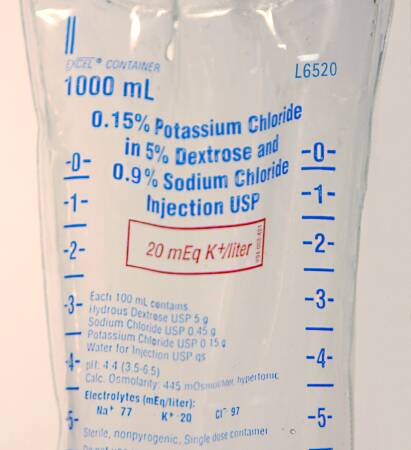 EXCEL® CONTAINER
L6520
1000 mL
0.15% Potassium Chloride
in 5% Dextrose and
0.9% Sodium Chloride
Injection USP
-0- -0-
-1- -1-
-2- -2-
20 mEq K+/liter
-3- -3-
Each 100 mL contains
Hydrous Dextrose USP 5 g
Sodium Chloride USP 0.45 g
Potassium Chloride USP 0.15 g
Water for Injection USP qs
-4- -4-
pH: 4.4 (3.5-6.5)
Calc. Osmolarity: 445 mOsmol/liter, hypertonic
Electrolytes (mEq/liter):
Na+ 77 K+ 20 Cl- 97
5- -5-
Sterile, nonpyrogenic, Single dose container